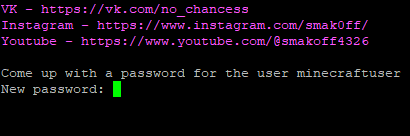 VK - https://vk.com/no_chancess
Instagram - https://www.instagram.com/smak0ff/
Youtube - https://www.youtube.com/@smakoff4326
Come up with a password for the user minecraftuser
New password: